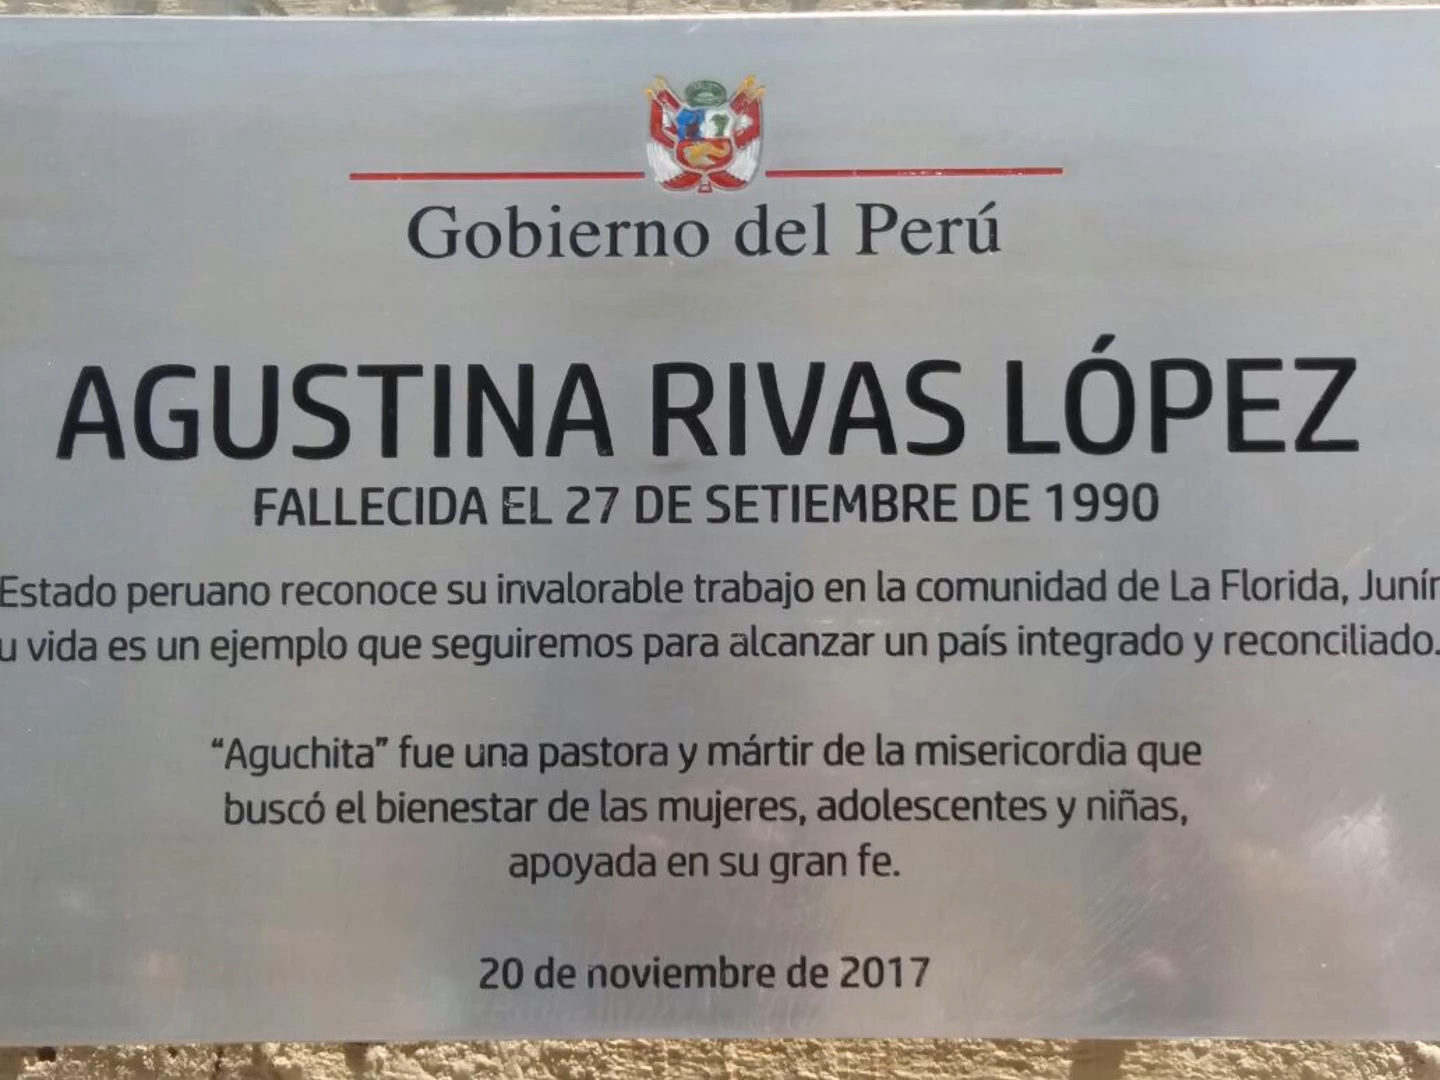 Gobierno del Perú
AGUSTINA RIVAS LÓPEZ
FALLECIDA EL 27 DE SETIEMBRE DE 1990
Estado peruano reconoce su invalorable trabajo en la comunidad de La Florida, Junín
u vida es un ejemplo que seguiremos para alcanzar un país integrado y reconciliado.
“Aguchita” fue una pastora y mártir de la misericordia que
buscó el bienestar de las mujeres, adolescentes y niñas,
apoyada en su gran fe.
20 de noviembre de 2017